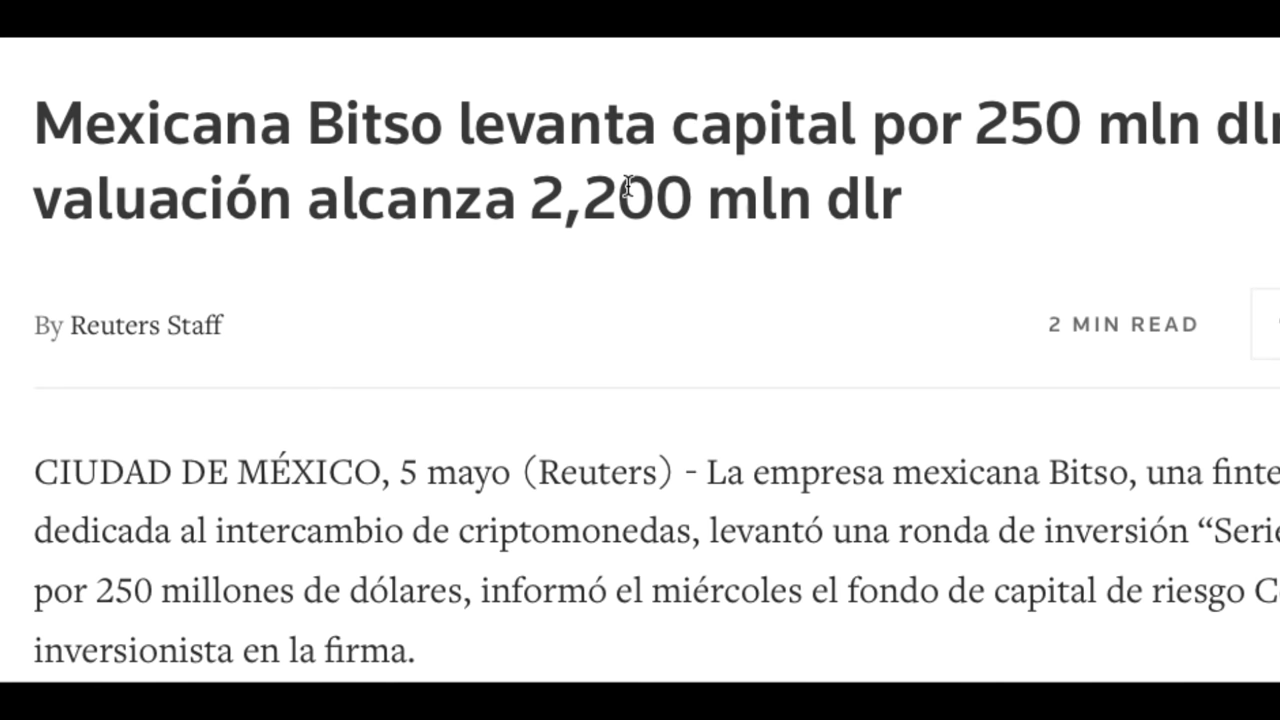 Mexicana Bitso levanta capital por 250 mln
valuación alcanza 2,200 mln dlr
By Reuters Staff
2 MIN READ
CIUDAD DE MÉXICO, 5 mayo (Reuters) - La empresa mexicana Bitso, una
dedicada al intercambio de criptomonedas, levantó una ronda de inversión
por 250 millones de dólares, informó el miércoles el fondo de capital de riesgo
inversionista en la firma.